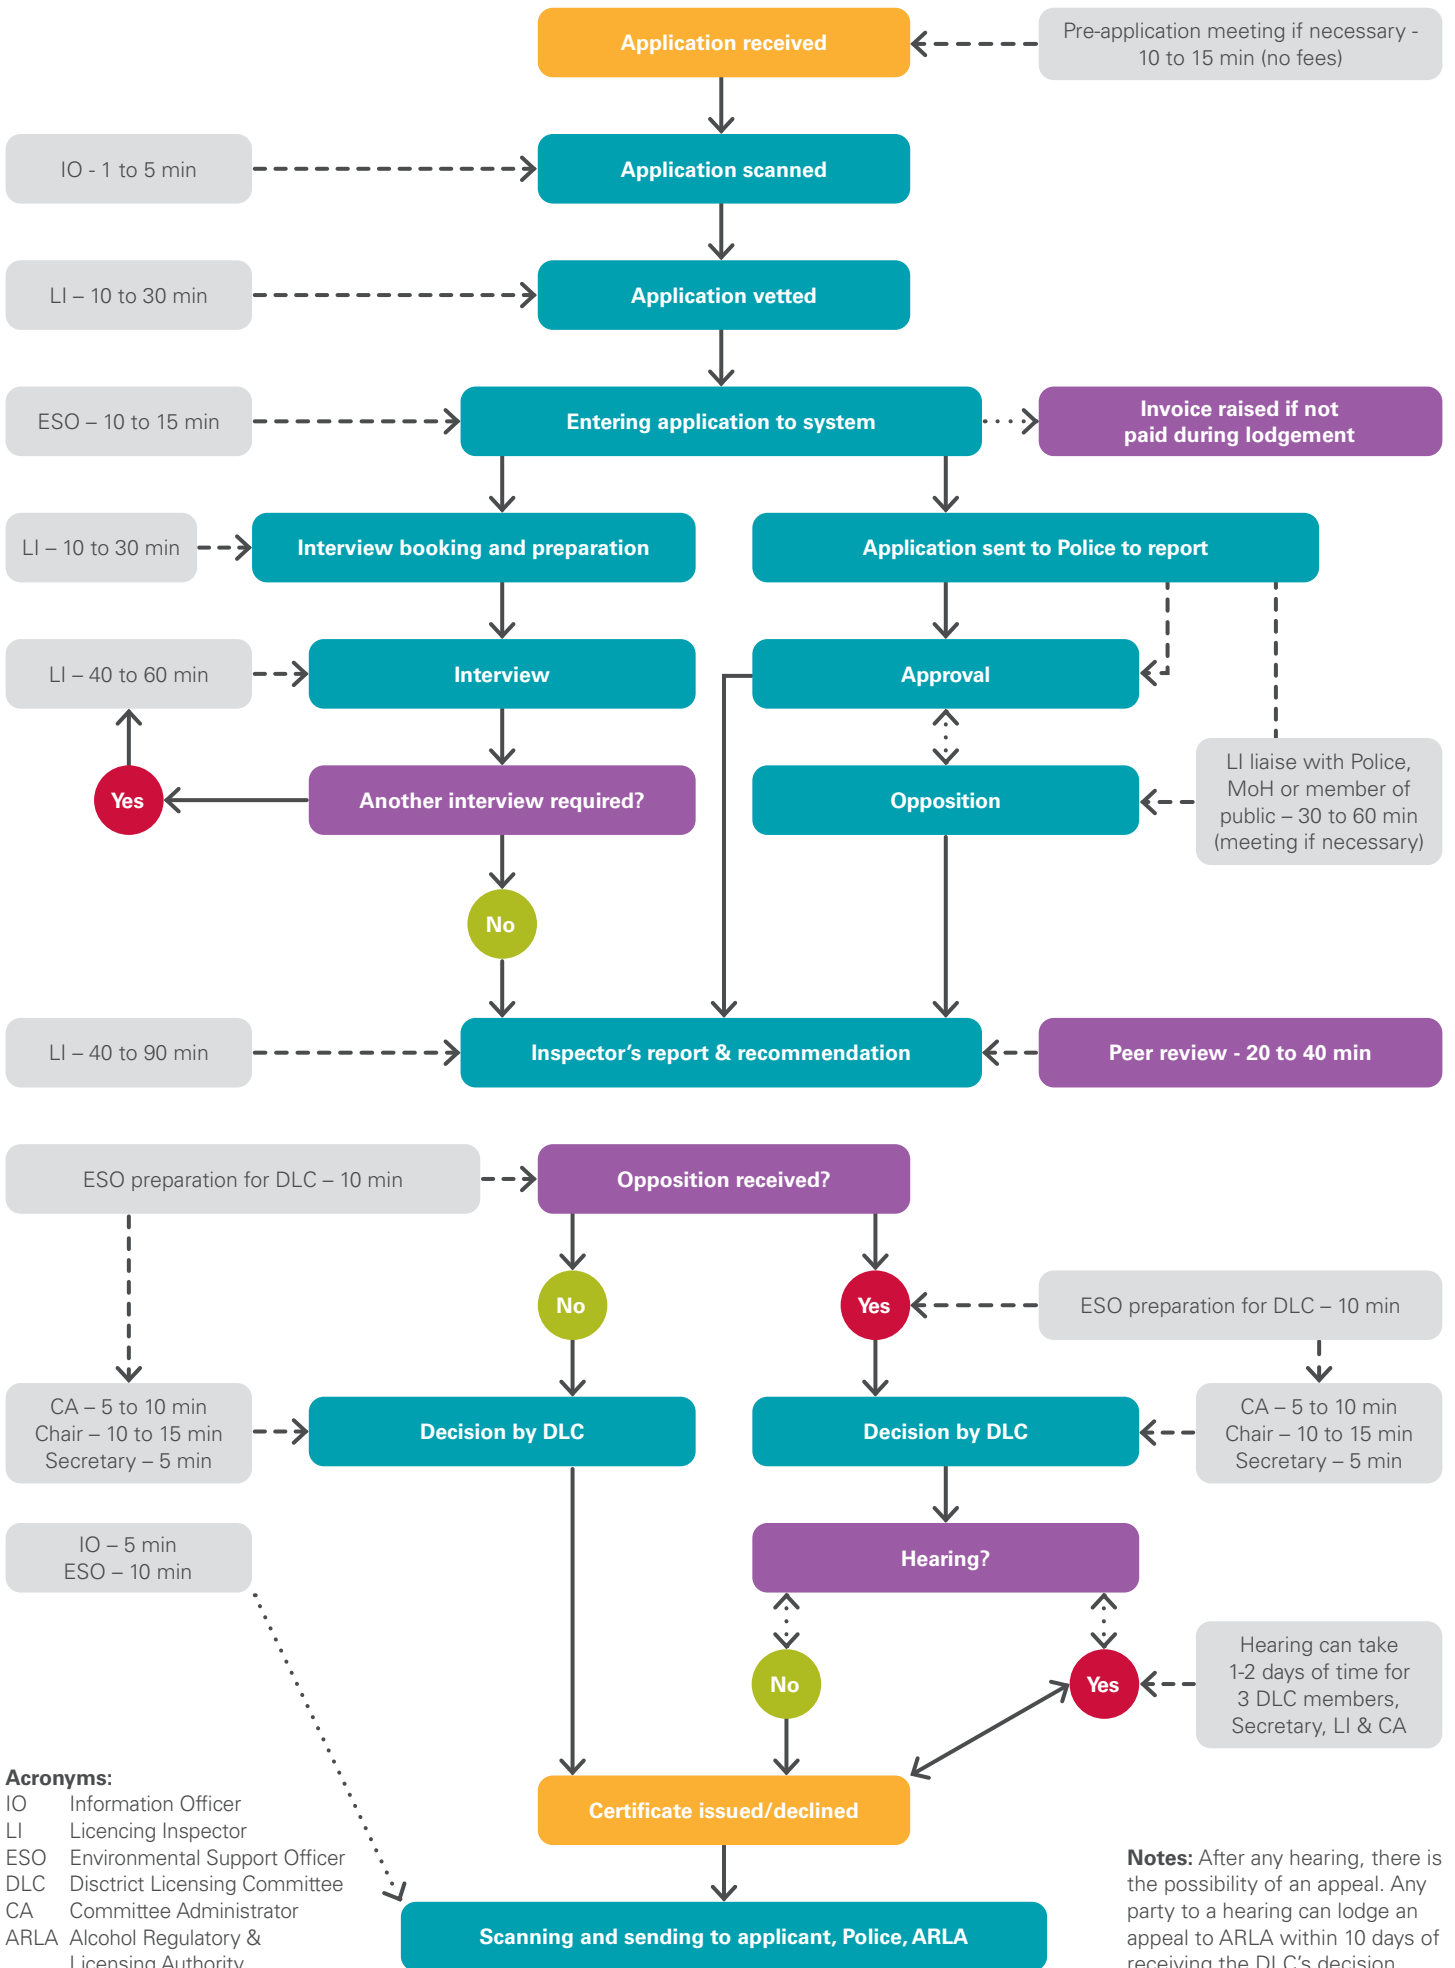 Application received
Pre-application meeting if necessary -
10 to 15 min (no fees)
IO - 1 to 5 min
Application scanned
LI – 10 to 30 min
Application vetted
ESO – 10 to 15 min
Entering application to system
Invoice raised if not
paid during lodgement
LI – 10 to 30 min
Interview booking and preparation
Application sent to Police to report
LI – 40 to 60 min
Interview
Approval
Yes
Another interview required?
Opposition
LI liaise with Police,
MoH or member of
public – 30 to 60 min
(meeting if necessary)
No
LI – 40 to 90 min
Inspector's report & recommendation
Peer review - 20 to 40 min
ESO preparation for DLC – 10 min
Opposition received?
No
Yes
ESO preparation for DLC – 10 min
CA – 5 to 10 min
Chair – 10 to 15 min
Secretary – 5 min
Decision by DLC
Decision by DLC
CA – 5 to 10 min
Chair – 10 to 15 min
Secretary – 5 min
IO – 5 min
ESO – 10 min
Hearing?
No
Yes
Hearing can take
1-2 days of time for
3 DLC members,
Secretary, LI & CA
Certificate issued/declined
Acronyms:
IO Information Officer
LI Licencing Inspector
ESO Environmental Support Officer
DLC Disctrict Licensing Committee
CA Committee Administrator
ARLA Alcohol Regulatory &
Licensing Authority
Scanning and sending to applicant, Police, ARLA
Notes: After any hearing, there is
the possibility of an appeal. Any
party to a hearing can lodge an
appeal to ARLA within 10 days of
receiving the DLC's decision